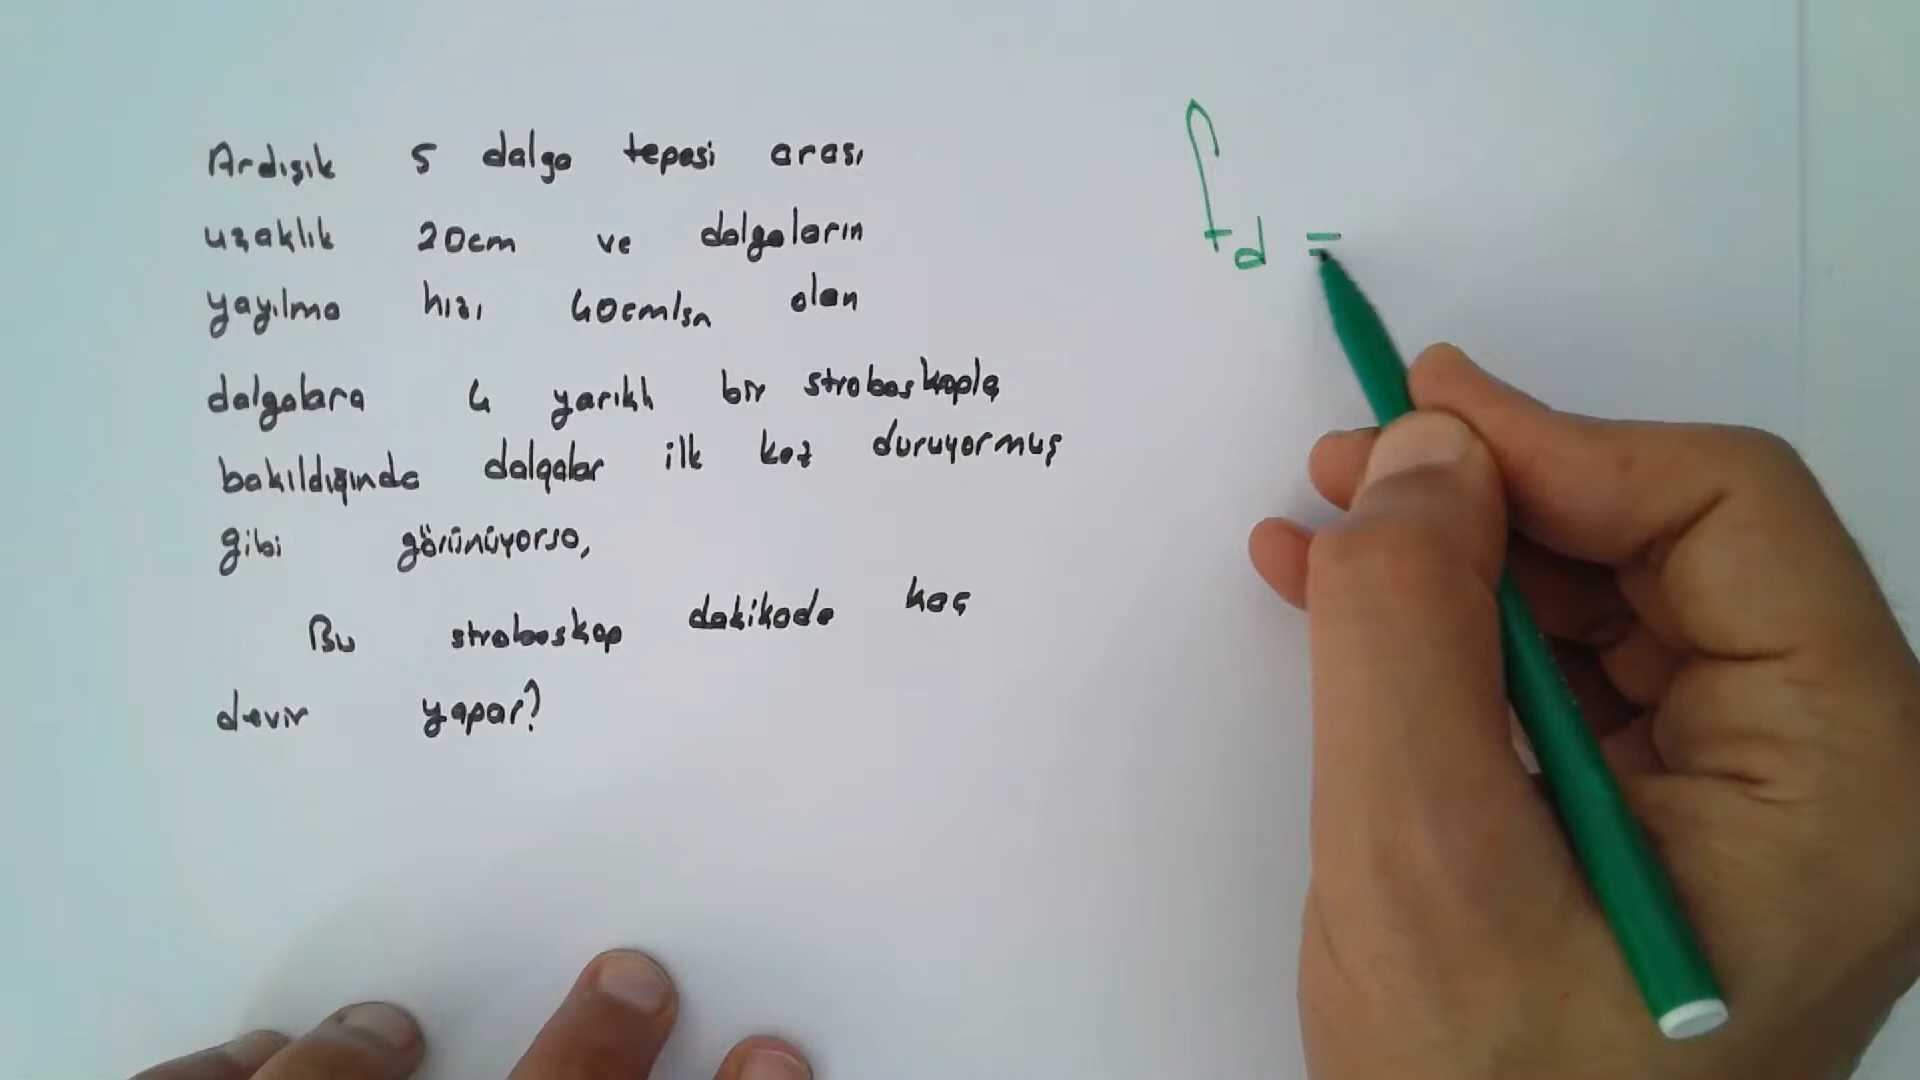 Ardışık 5 dalga tepesi arası
uzaklık 20cm ve dalgaların
yayılma hızı 40cm/sn olan
dalgalara 4 yarıklı bir stroboskopla
bakıldığında dalgalar ilk kez duruyormuş
gibi görünüyorsa,
Bu stroboskop dakikada kaç
devir yapar?
f_d =